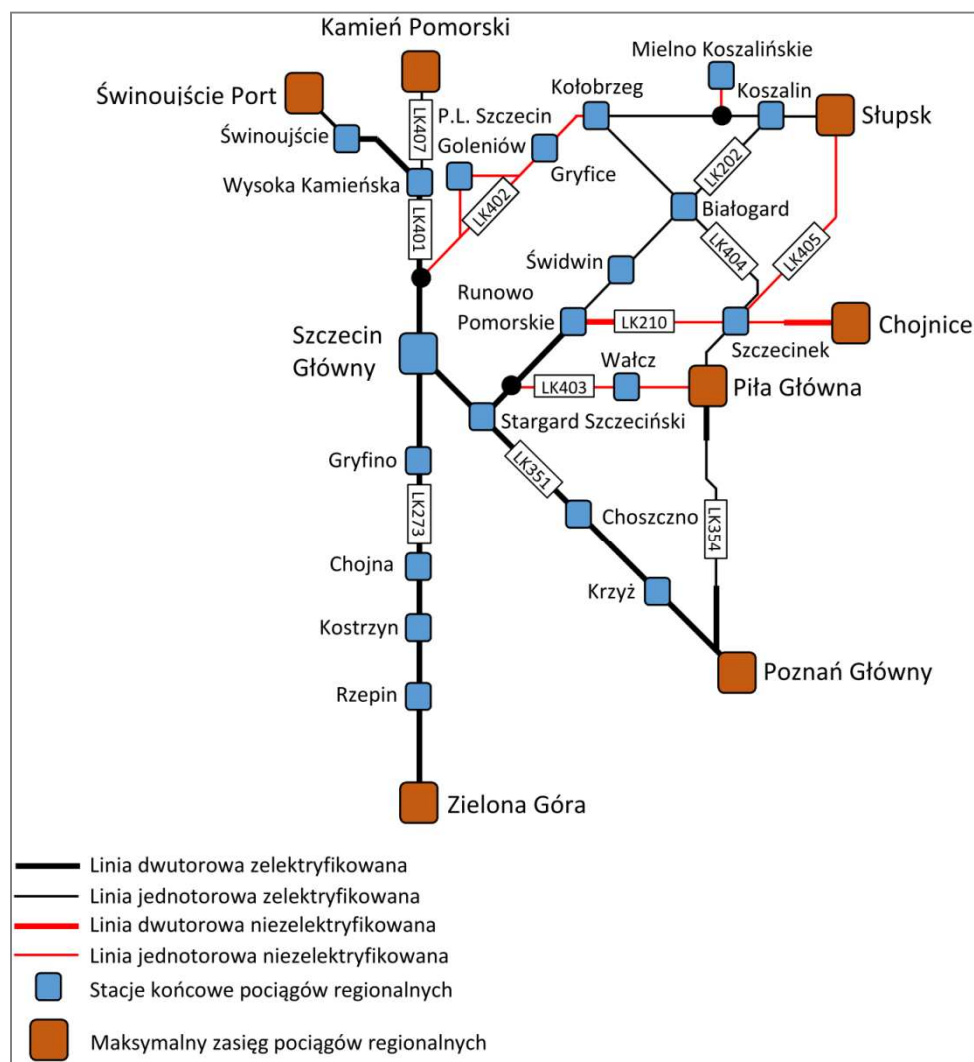 Kamień Pomorski
Mielno Koszalińskie
Świnoujście Port
Kołobrzeg
Koszalin
LK407
P.L. Szczecin
Goleniów
Słupsk
Świnoujście
Gryfice
LK202
Wysoka Kamieńska
LK402
Białogard
LK401
LK404
LK405
Świdwin
Runowo
Pomorskie
LK210
Chojnice
Szczecin
Główny
Szczecinek
Wałcz
LK403
Piła Główna
Stargard Szczeciński
Gryfino
LK351
LK273
Choszczno
LK354
Chojna
Krzyż
Kostrzyn
Poznań Główny
Rzepin
Zielona Góra
Linia dwutorowa zelektryfikowana
Linia jednotorowa zelektryfikowana
Linia dwutorowa niezelektryfikowana
Linia jednotorowa niezelektryfikowana
Stacje końcowe pociągów regionalnych
Maksymalny zasięg pociągów regionalnych